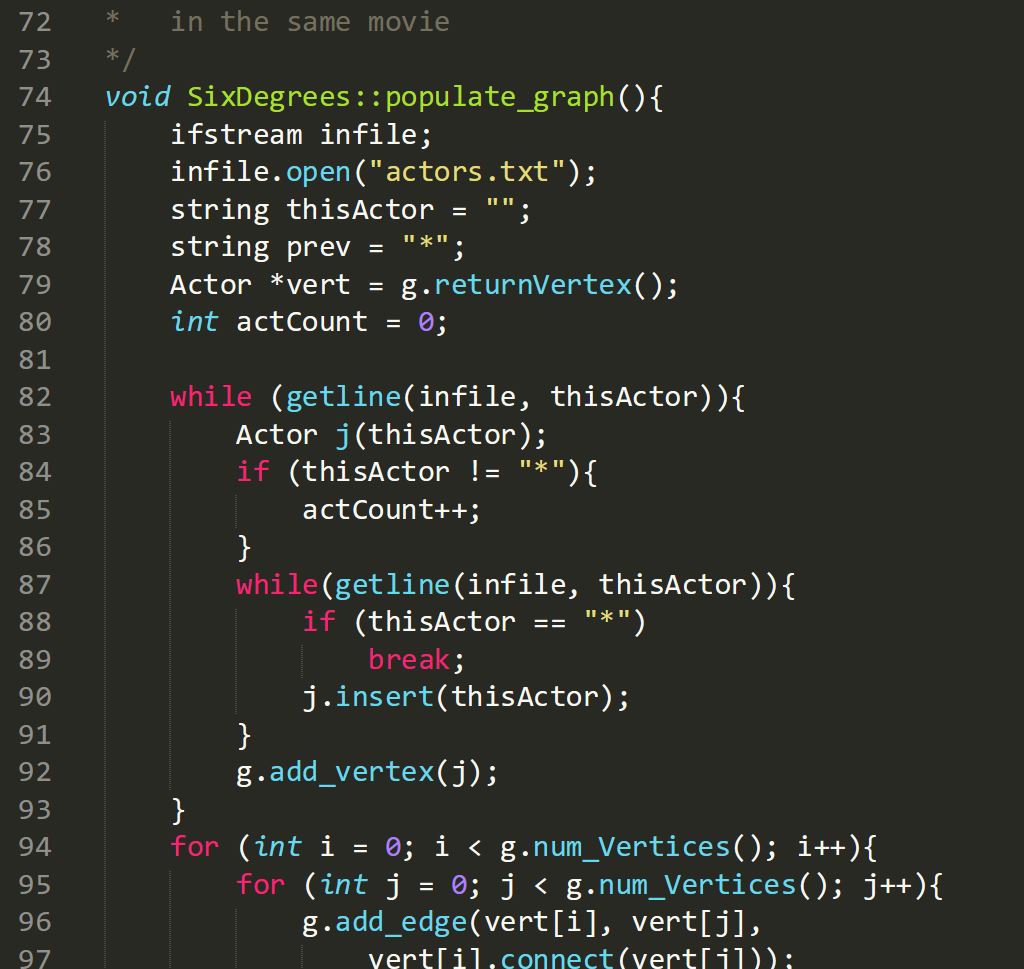 72 *   in the same movie
73 */
74 void SixDegrees::populate_graph(){
75     ifstream infile;
76     infile.open("actors.txt");
77     string thisActor = "";
78     string prev = "*";
79     Actor *vert = g.returnVertex();
80     int actCount = 0;
81
82     while (getline(infile, thisActor)){
83         Actor j(thisActor);
84         if (thisActor != "*"){
85             actCount++;
86         }
87         while(getline(infile, thisActor)){
88             if (thisActor == "*")
89                 break;
90             j.insert(thisActor);
91         }
92         g.add_vertex(j);
93     }
94     for (int i = 0; i < g.num_Vertices(); i++){
95         for (int j = 0; j < g.num_Vertices(); j++){
96             g.add_edge(vert[i], vert[j],
97                 vert[i].connect(vert[j]));